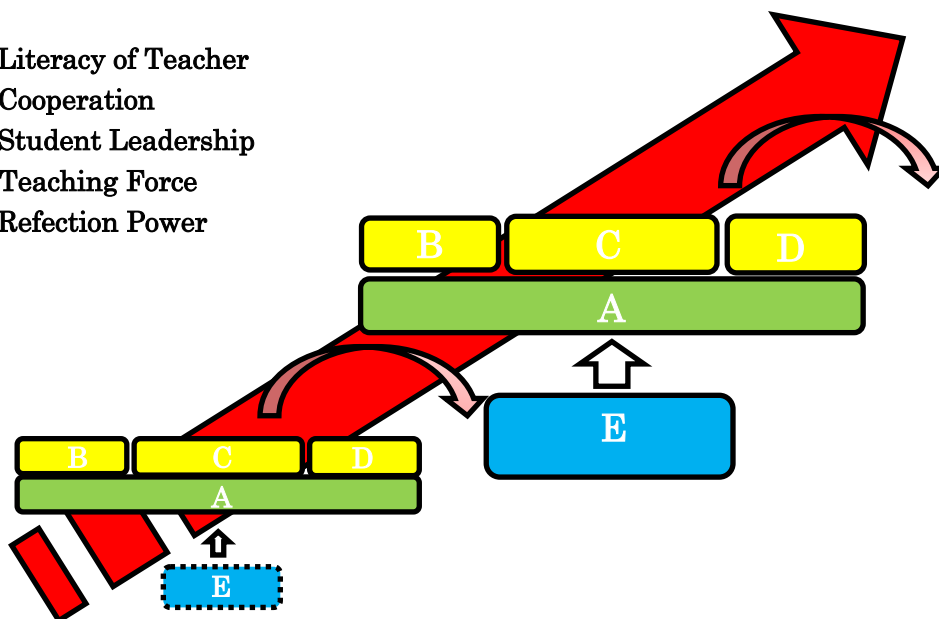 Literacy of Teacher
Cooperation
Student Leadership
Teaching Force
Refection Power
B C D
A
E
B C D
A
E